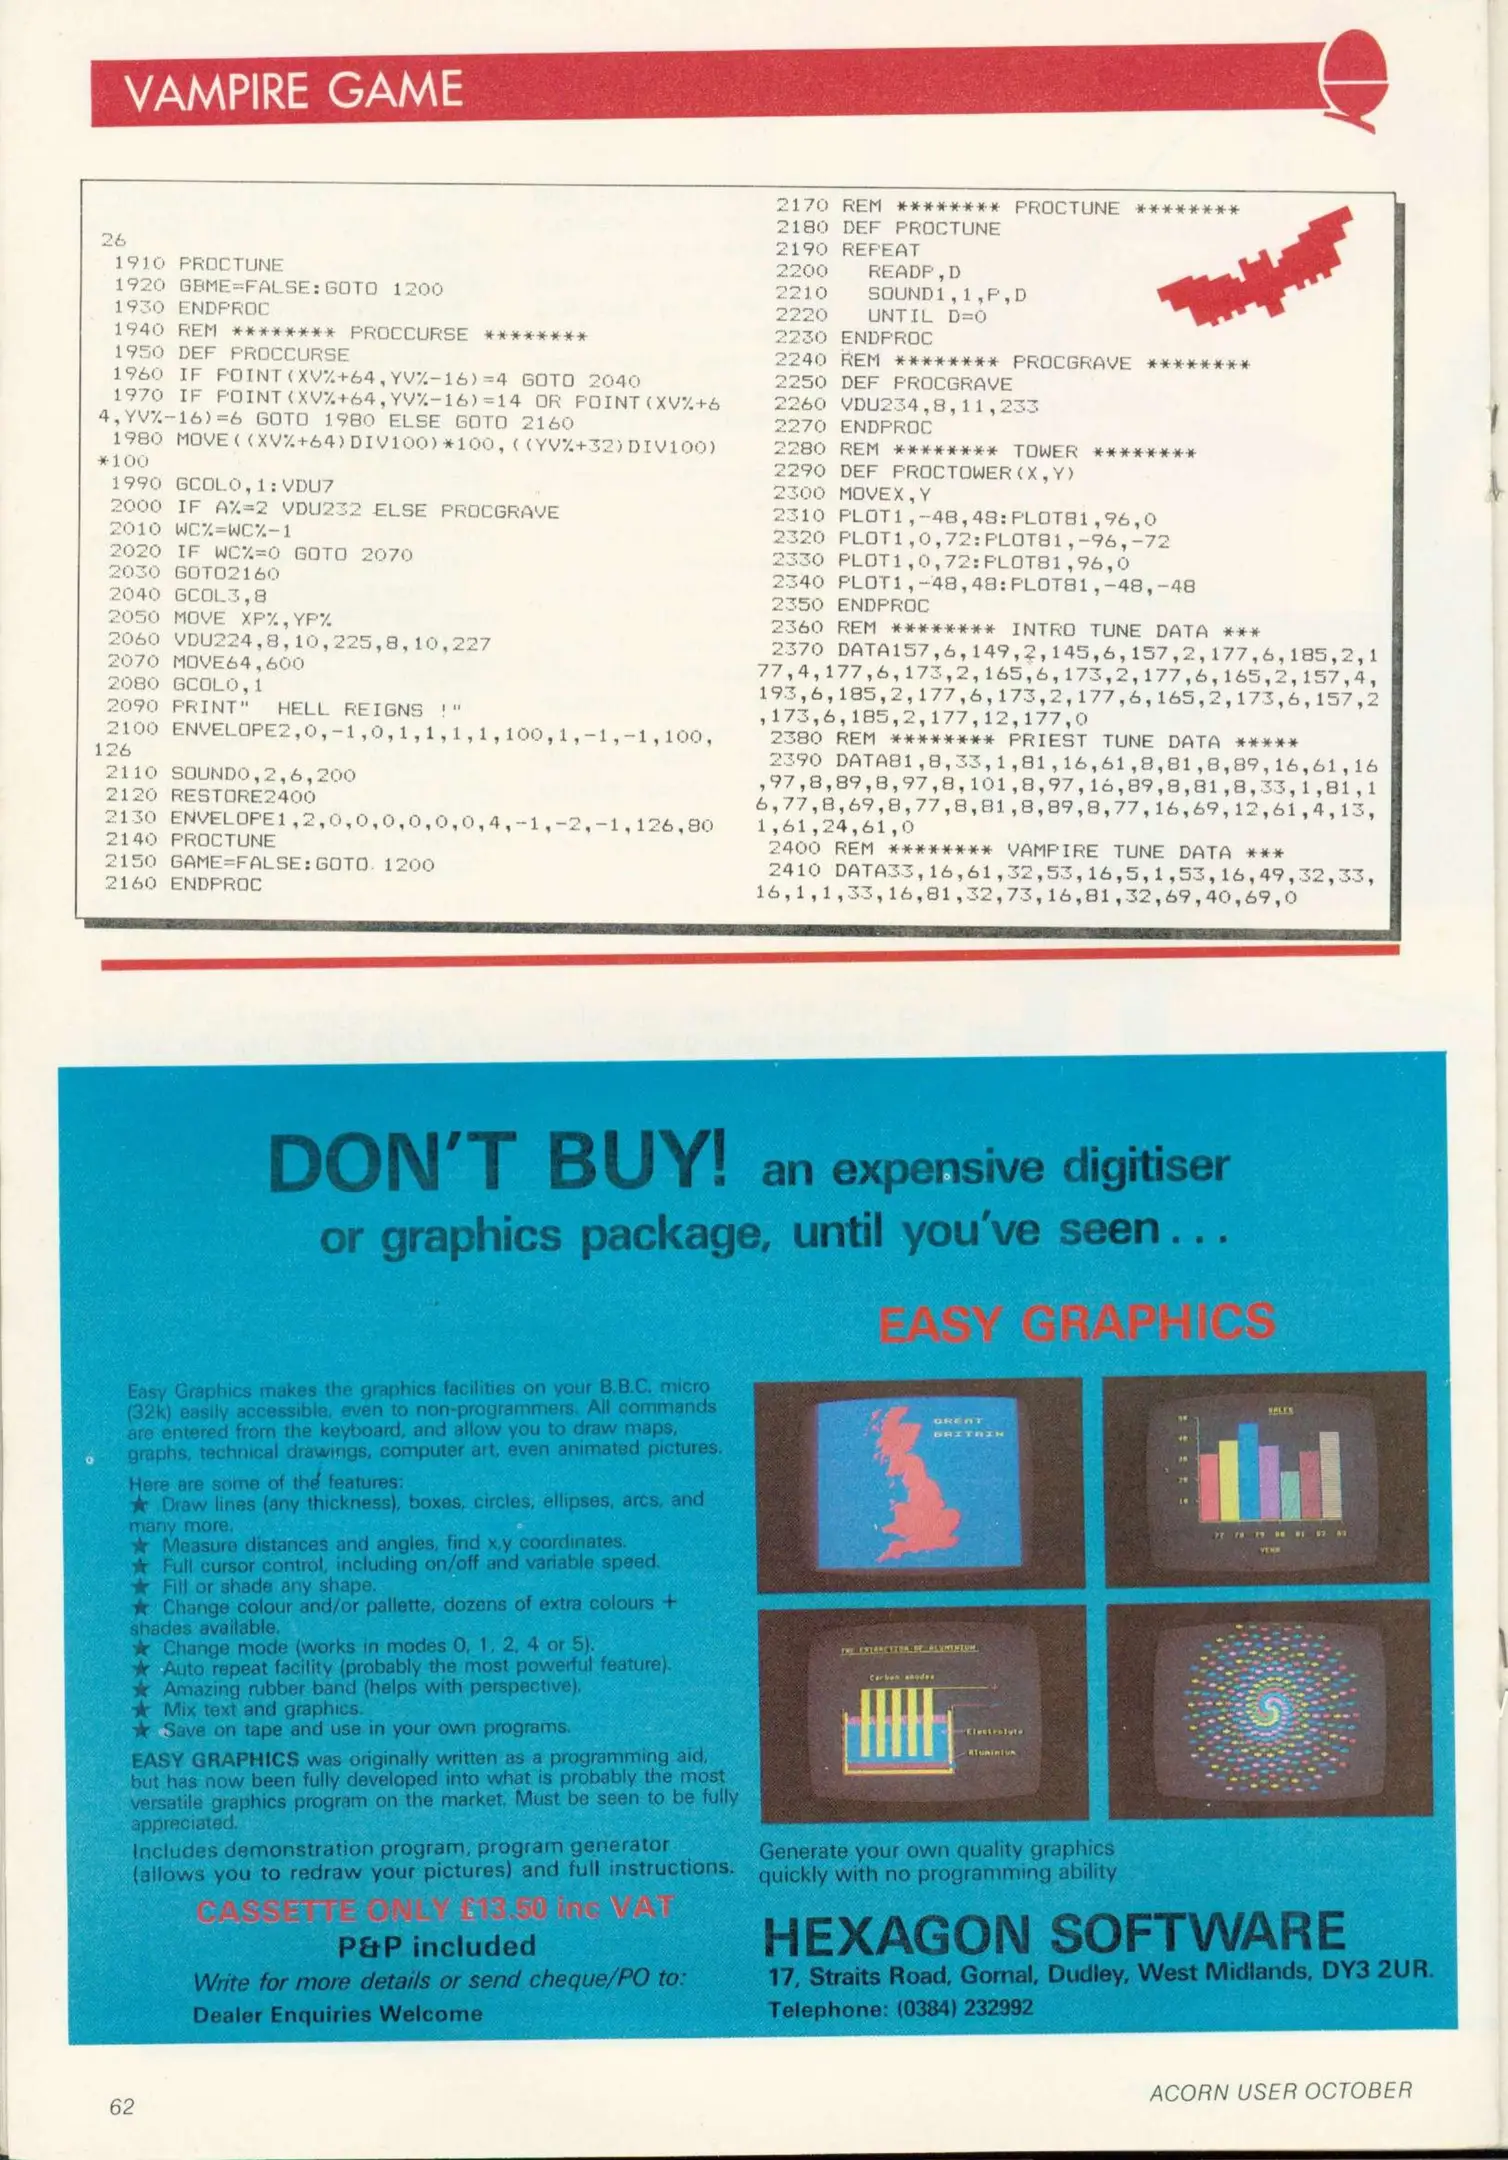 VAMPIRE GAME
26
1910 PROCTUNE
1920 GBME=FALSE:GOTO 1200
1930 ENDPROC
1940 REM ******** PROCCURSE ********
1950 DEF PROCCURSE
1960 IF POINT(XV%+64,YV%-16)=4 GOTO 2040
1970 IF POINT(XV%+64,YV%-16)=14 OR POINT(XV%+6
4,YV%-16)=6 GOTO 1980 ELSE GOTO 2160
1980 MOVE((XV%+64)DIV100)*100,((YV%+32)DIV100)
*100
1990 GCOL0,1:VDU7
2000 IF A%=2 VDU232 ELSE PROCGRAVE
2010 WC%=WC%-1
2020 IF WC%=0 GOTO 2070
2030 GOTO2160
2040 GCOL3,8
2050 MOVE XP%,YP%
2060 VDU224,8,10,225,8,10,227
2070 MOVE64,600
2080 GCOL0,1
2090 PRINT"  HELL REIGNS !"
2100 ENVELOPE2,0,-1,0,1,1,1,1,100,1,-1,-1,100,
126
2110 SOUND0,2,6,200
2120 RESTORE2400
2130 ENVELOPE1,2,0,0,0,0,0,0,4,-1,-2,-1,126,80
2140 PROCTUNE
2150 GAME=FALSE:GOTO 1200
2160 ENDPROC
2170 REM ******** PROCTUNE ********
2180 DEF PROCTUNE
2190 REPEAT
2200   READP,D
2210   SOUND1,1,P,D
2220   UNTIL D=0
2230 ENDPROC
2240 REM ******** PROCGRAVE ********
2250 DEF PROCGRAVE
2260 VDU234,8,11,233
2270 ENDPROC
2280 REM ******** TOWER ********
2290 DEF PROCTOWER(X,Y)
2300 MOVEX,Y
2310 PLOT1,-48,48:PLOT81,96,0
2320 PLOT1,0,72:PLOT81,-96,-72
2330 PLOT1,0,72:PLOT81,96,0
2340 PLOT1,-48,48:PLOT81,-48,-48
2350 ENDPROC
2360 REM ******** INTRO TUNE DATA ***
2370 DATA157,6,149,2,145,6,157,2,177,6,185,2,1
77,4,177,6,173,2,165,6,173,2,177,6,165,2,157,4,
193,6,185,2,177,6,173,2,177,6,165,2,173,6,157,2
,173,6,185,2,177,12,177,0
2380 REM ******** PRIEST TUNE DATA *****
2390 DATA81,8,33,1,81,16,61,8,81,8,89,16,61,16
,97,8,89,8,97,8,101,8,97,16,89,8,81,8,33,1,81,1
6,77,8,69,8,77,8,81,8,89,8,77,16,69,12,61,4,13,
1,61,24,61,0
2400 REM ******** VAMPIRE TUNE DATA ***
2410 DATA33,16,61,32,53,16,5,1,53,16,49,32,33,
16,1,1,33,16,81,32,73,16,81,32,69,40,69,0
DON'T BUY! an expensive digitiser
or graphics package, until you've seen...
EASY GRAPHICS
Easy Graphics makes the graphics facilities on your B.B.C. micro
(32k) easily accessible, even to non-programmers. All commands
are entered from the keyboard, and allow you to draw maps,
graphs, technical drawings, computer art, even animated pictures.
Here are some of the features:
★ Draw lines (any thickness), boxes, circles, ellipses, arcs, and
many more.
★ Measure distances and angles, find x,y coordinates.
★ Full cursor control, including on/off and variable speed.
★ Fill or shade any shape.
★ Change colour and/or pallette, dozens of extra colours +
shades available.
★ Change mode (works in modes 0, 1, 2, 4 or 5).
★ Auto repeat facility (probably the most powerful feature).
★ Amazing rubber band (helps with perspective).
★ Mix text and graphics.
★ Save on tape and use in your own programs.
EASY GRAPHICS was originally written as a programming aid,
but has now been fully developed into what is probably the most
versatile graphics program on the market. Must be seen to be fully
appreciated.
Includes demonstration program, program generator
(allows you to redraw your pictures) and full instructions.
CASSETTE ONLY £13.50 inc VAT
P&P included
Write for more details or send cheque/PO to:
Dealer Enquiries Welcome
GREAT
BRITAIN
SALES
50
40
30
20
10
77 78 79 80 81 82 83
YEAR
THE EXTRACTION OF ALUMINIUM
Carbon anodes
Electrolyte
Aluminium
Generate your own quality graphics
quickly with no programming ability
HEXAGON SOFTWARE
17, Straits Road, Gornal, Dudley, West Midlands, DY3 2UR.
Telephone: (0384) 232992
62
ACORN USER OCTOBER